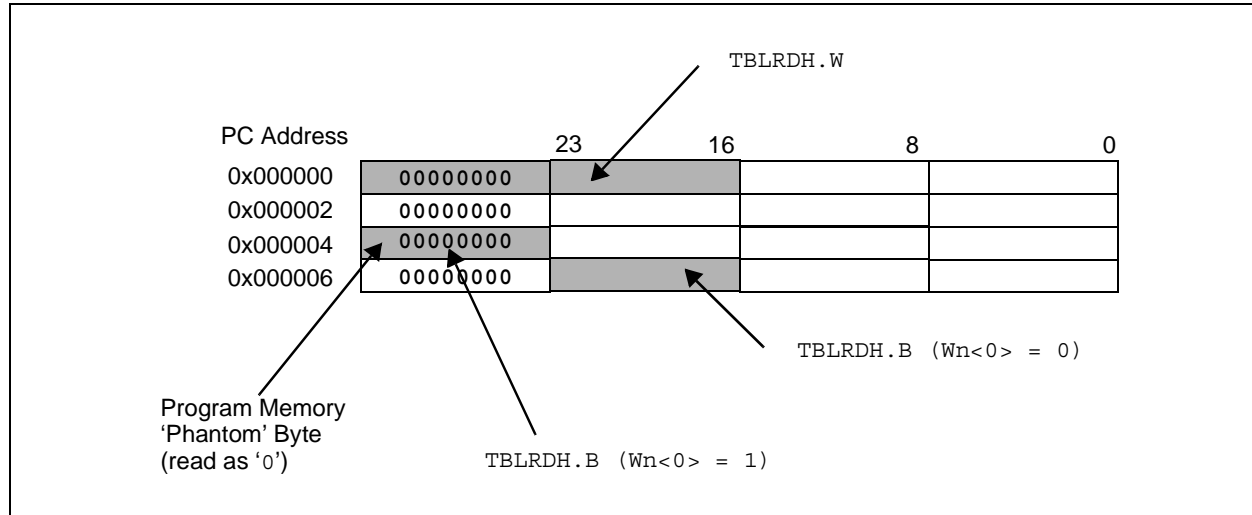 TBLRDH.W
PC Address
23 16 8 0
0x000000 00000000
0x000002 00000000
0x000004 00000000
0x000006 00000000
TBLRDH.B (Wn<0> = 0)
Program Memory
‘Phantom’ Byte
(read as ‘0’)
TBLRDH.B (Wn<0> = 1)